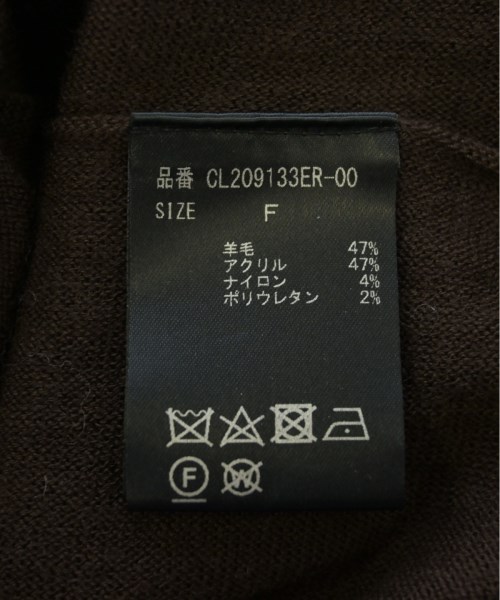 品番 CL209133ER-00
SIZE F
羊毛 47%
アクリル 47%
ナイロン 4%
ポリウレタン 2%
F W